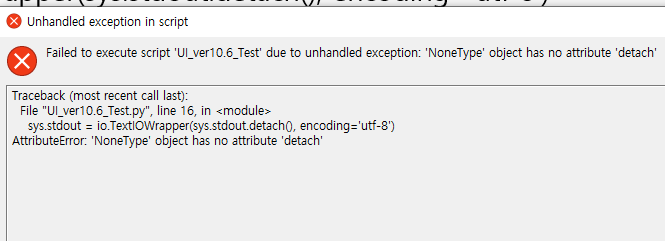 apper(sys.stdout.detach(), encoding='utf-8')
Unhandled exception in script
Failed to execute script 'UI_ver10.6_Test' due to unhandled exception: 'NoneType' object has no attribute 'detach'
Traceback (most recent call last):
File "UI_ver10.6_Test.py", line 16, in <module>
sys.stdout = io.TextIOWrapper(sys.stdout.detach(), encoding='utf-8')
AttributeError: 'NoneType' object has no attribute 'detach'